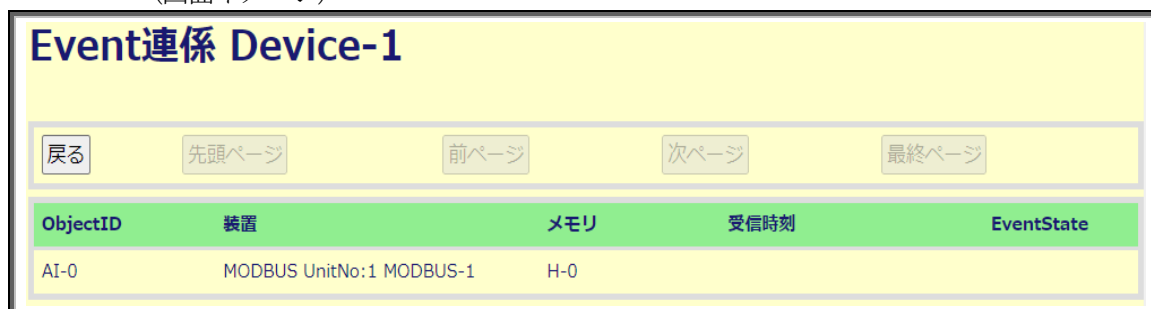 Event連係 Device-1
戻る 先頭ページ 前ページ 次ページ 最終ページ
ObjectID 装置 メモリ 受信時刻 EventState
AI-0 MODBUS UnitNo:1 MODBUS-1 H-0